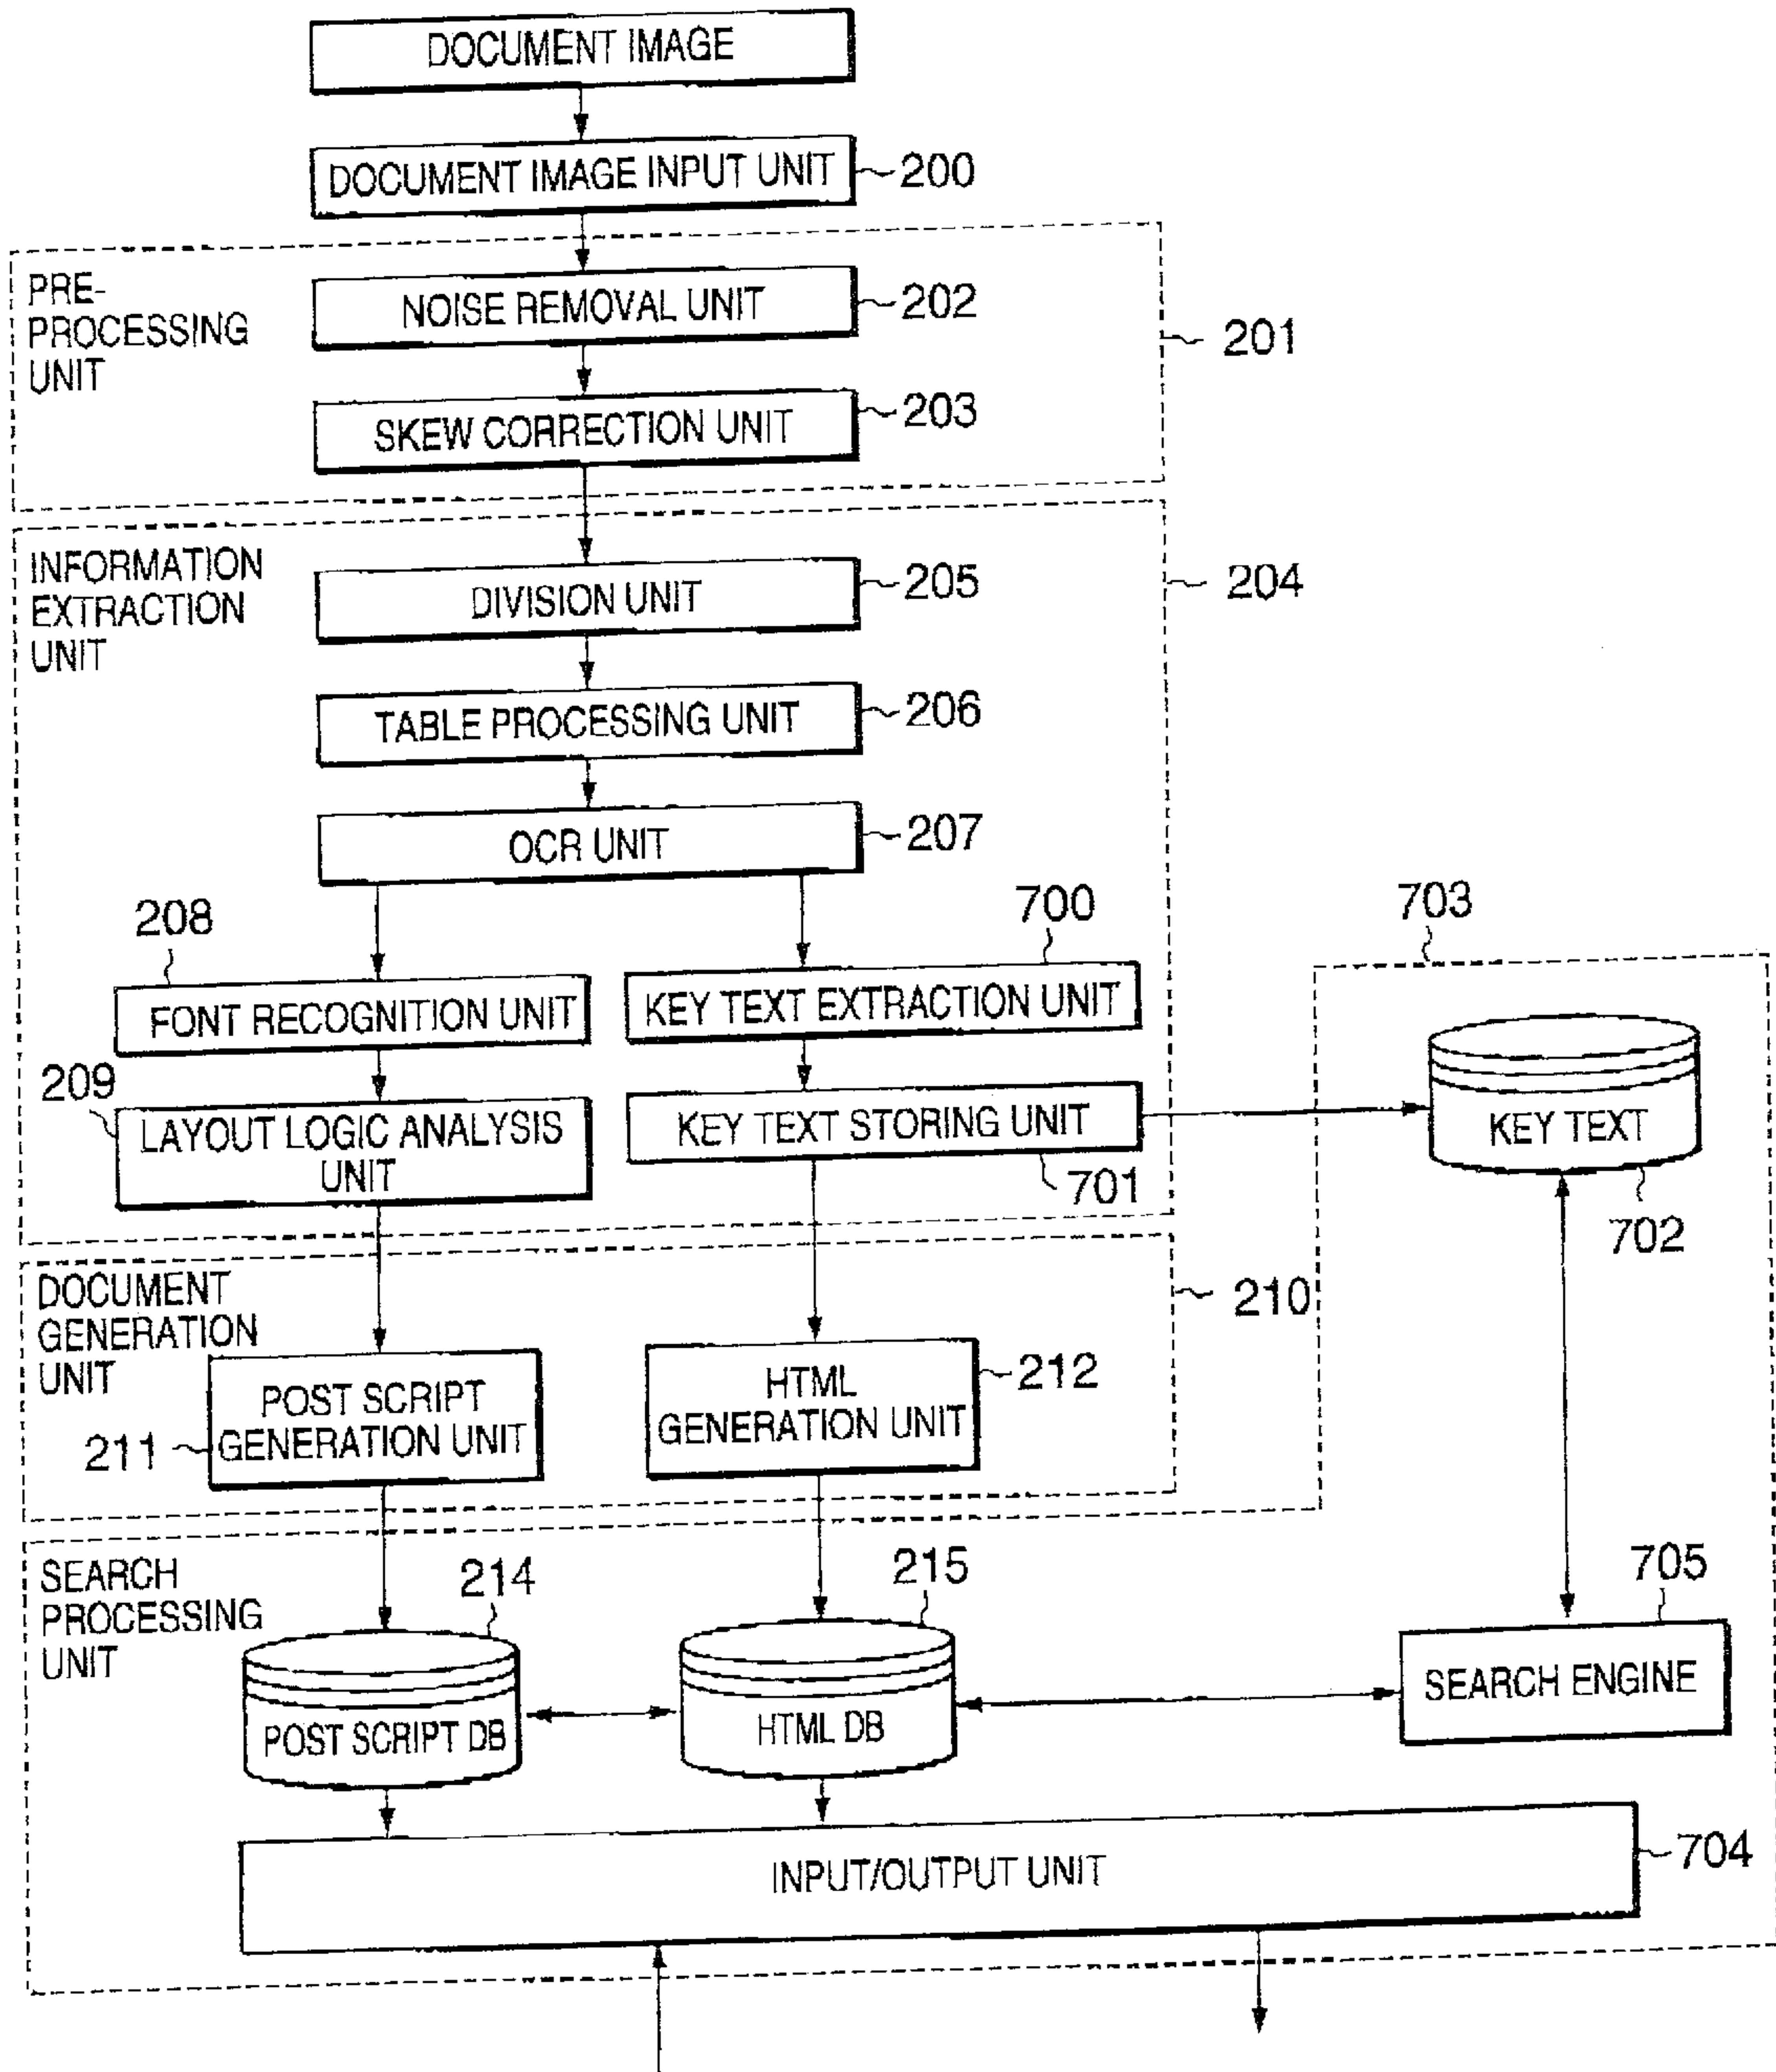 DOCUMENT IMAGE
DOCUMENT IMAGE INPUT UNIT
200
PRE-
PROCESSING
UNIT
NOISE REMOVAL UNIT
202
201
SKEW CORRECTION UNIT
203
INFORMATION
EXTRACTION
UNIT
204
DIVISION UNIT
205
TABLE PROCESSING UNIT
206
OCR UNIT
207
208
700
703
FONT RECOGNITION UNIT
KEY TEXT EXTRACTION UNIT
209
LAYOUT LOGIC ANALYSIS
UNIT
KEY TEXT STORING UNIT
701
KEY TEXT
702
DOCUMENT
GENERATION
UNIT
210
POST SCRIPT
GENERATION UNIT
211
HTML
GENERATION UNIT
212
SEARCH
PROCESSING
UNIT
214
215
705
POST SCRIPT DB
HTML DB
SEARCH ENGINE
INPUT/OUTPUT UNIT
704